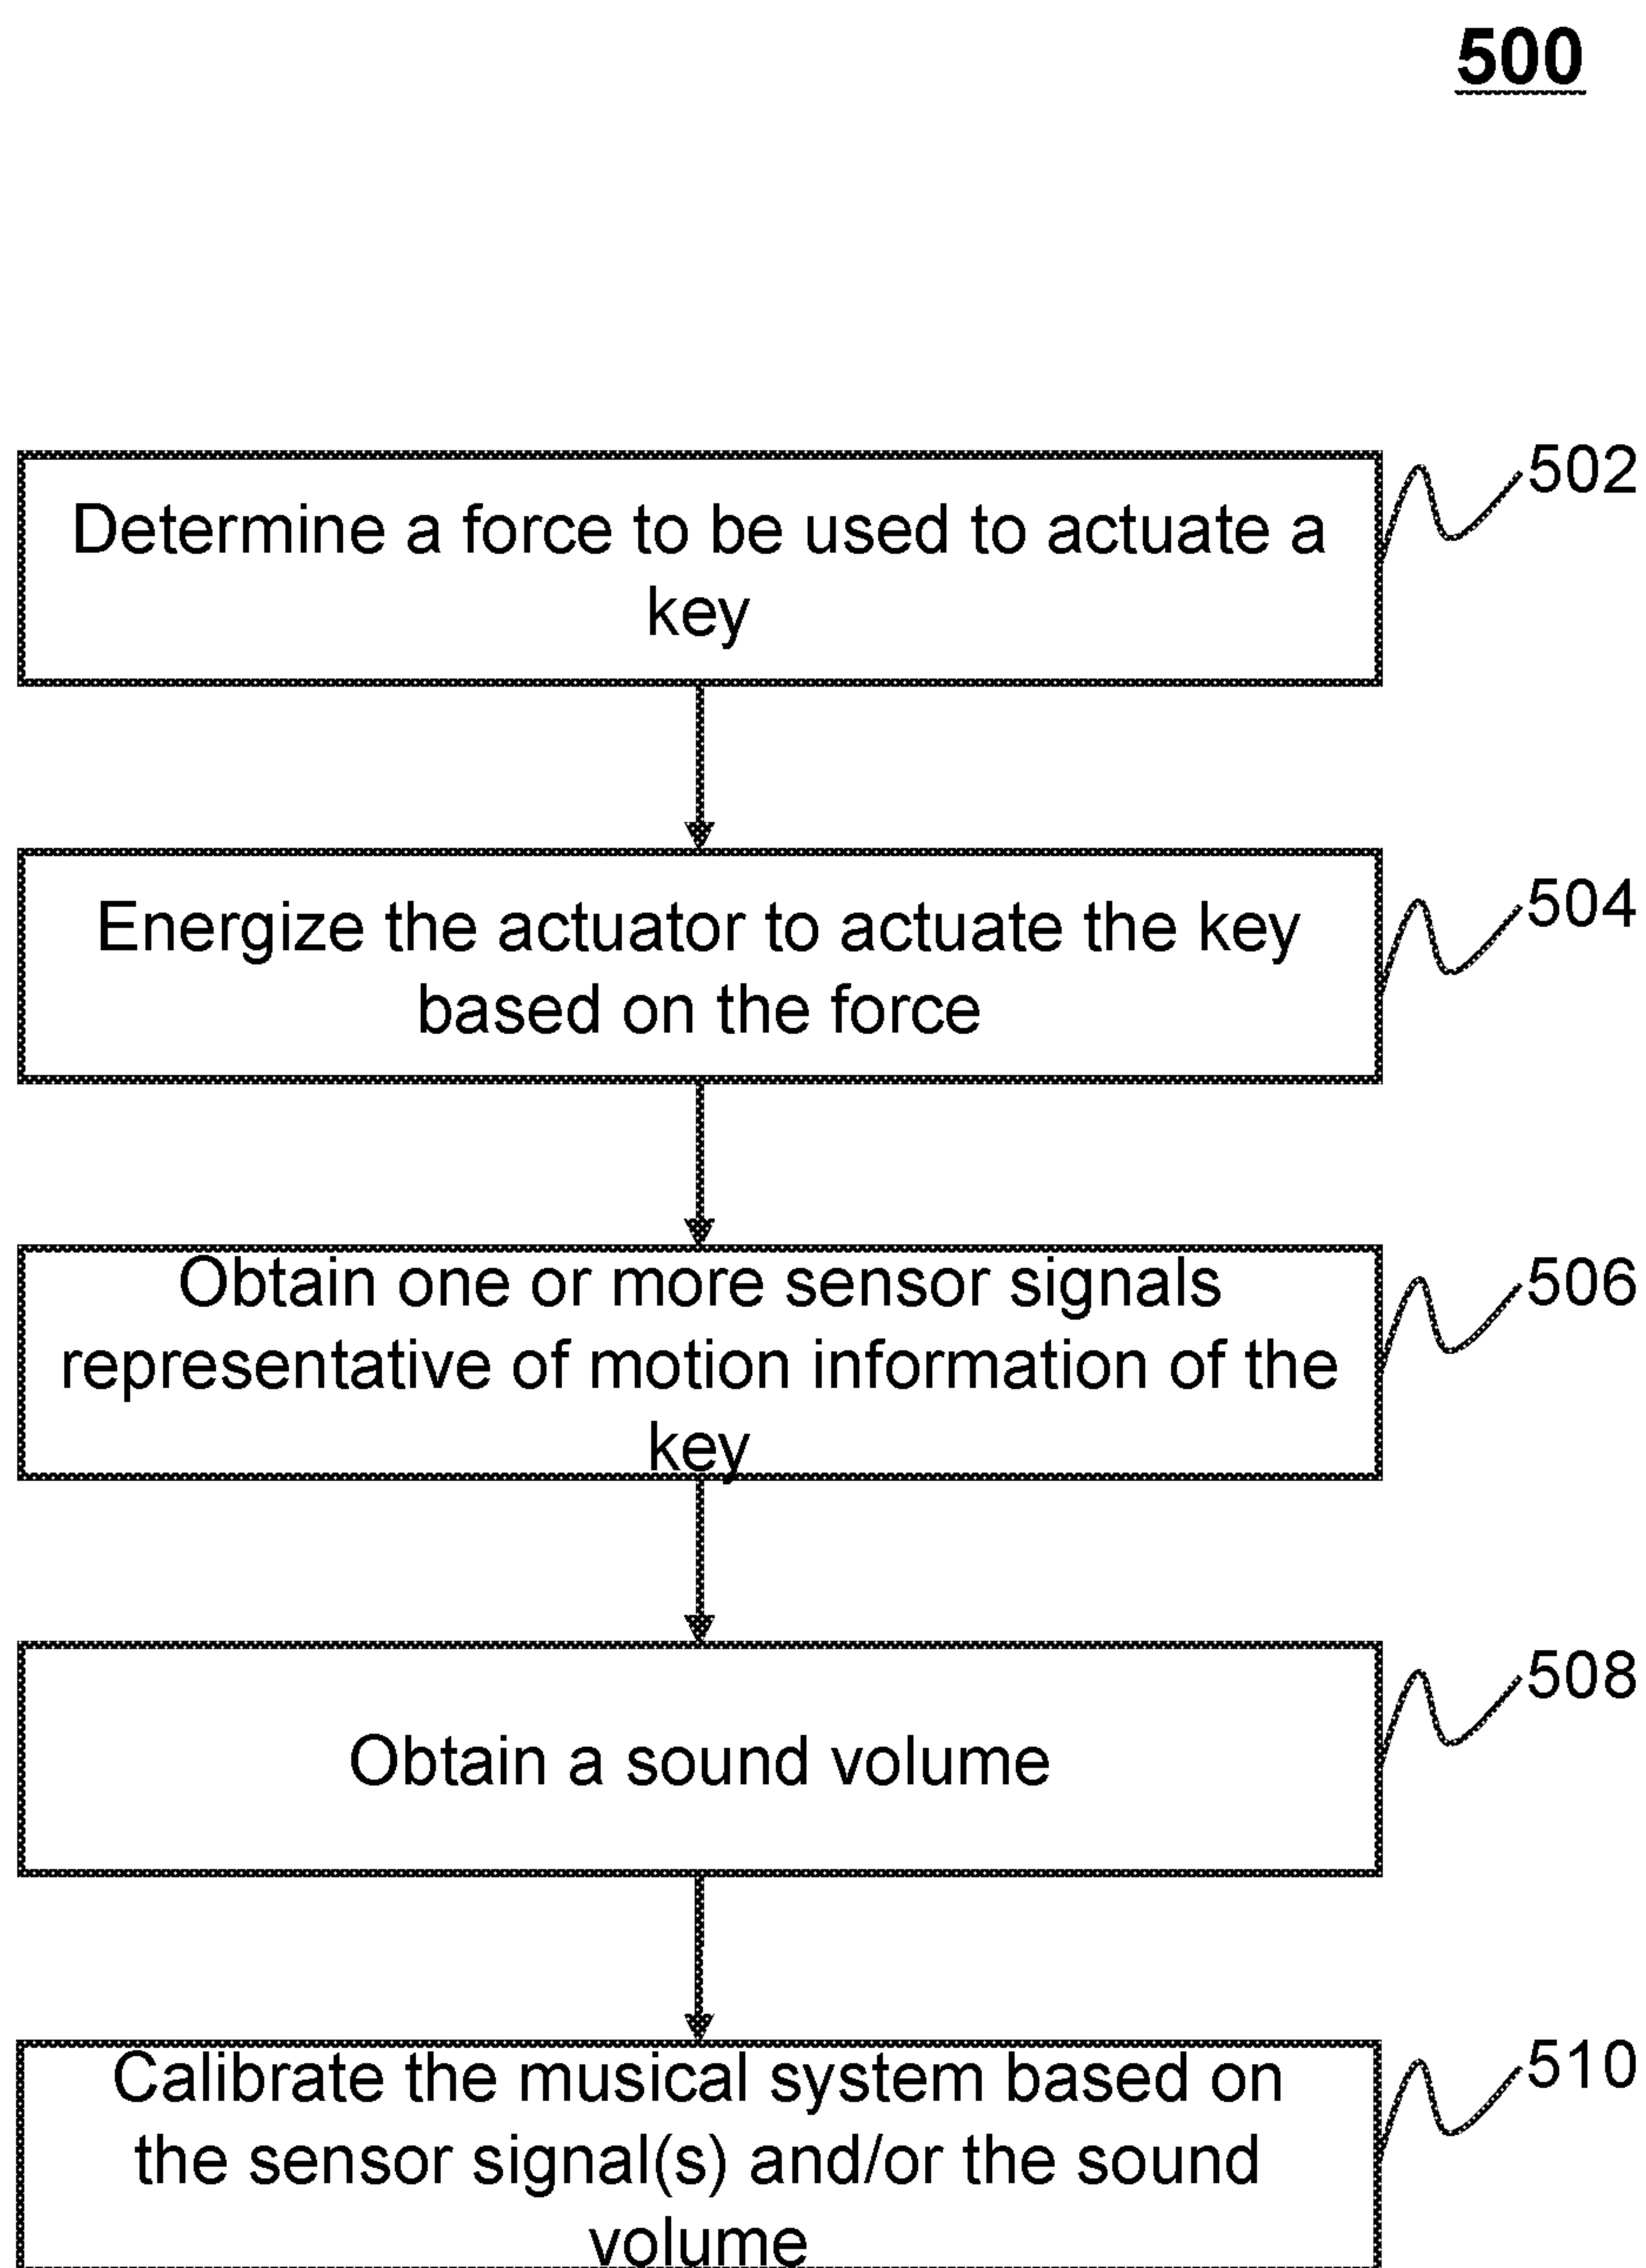 500
502
Determine a force to be used to actuate a
key
504
Energize the actuator to actuate the key
based on the force
506
Obtain one or more sensor signals
representative of motion information of the
key
508
Obtain a sound volume
510
Calibrate the musical system based on
the sensor signal(s) and/or the sound
volume